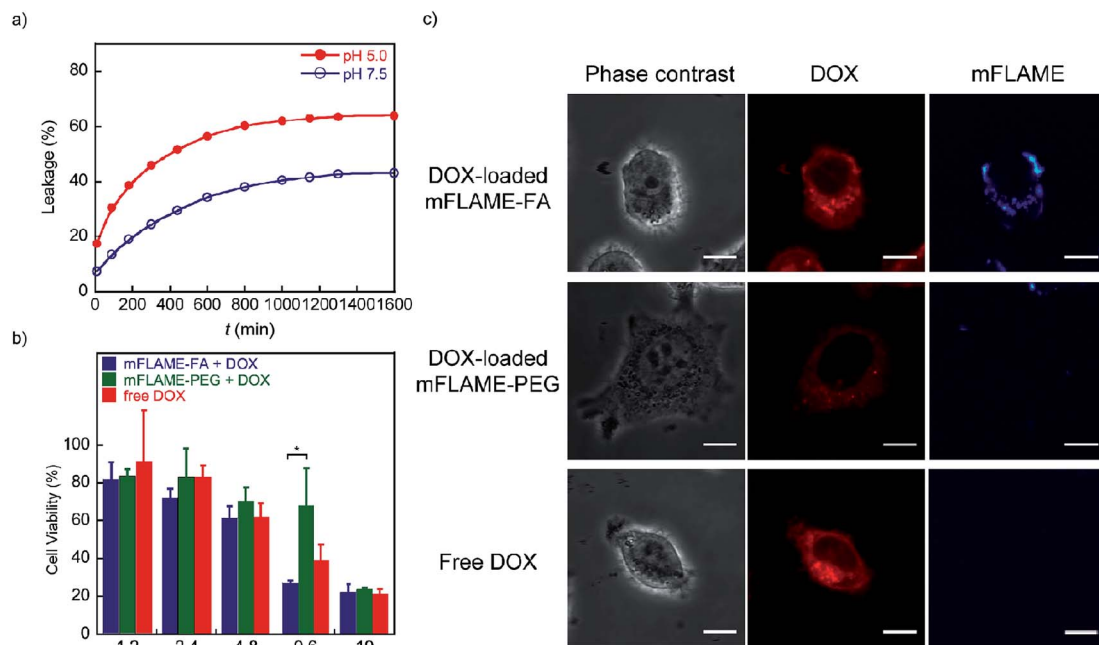 a)
80
60
40
20
0
Leakage (%)
pH 5.0
pH 7.5
0 200 400 600 800 1000 1200 1400 1600
t (min)
b)
mFLAME-FA + DOX
mFLAME-PEG + DOX
free DOX
100
80
60
40
20
0
Cell Viability (%)
*
c)
Phase contrast DOX mFLAME
DOX-loaded
mFLAME-FA
DOX-loaded
mFLAME-PEG
Free DOX